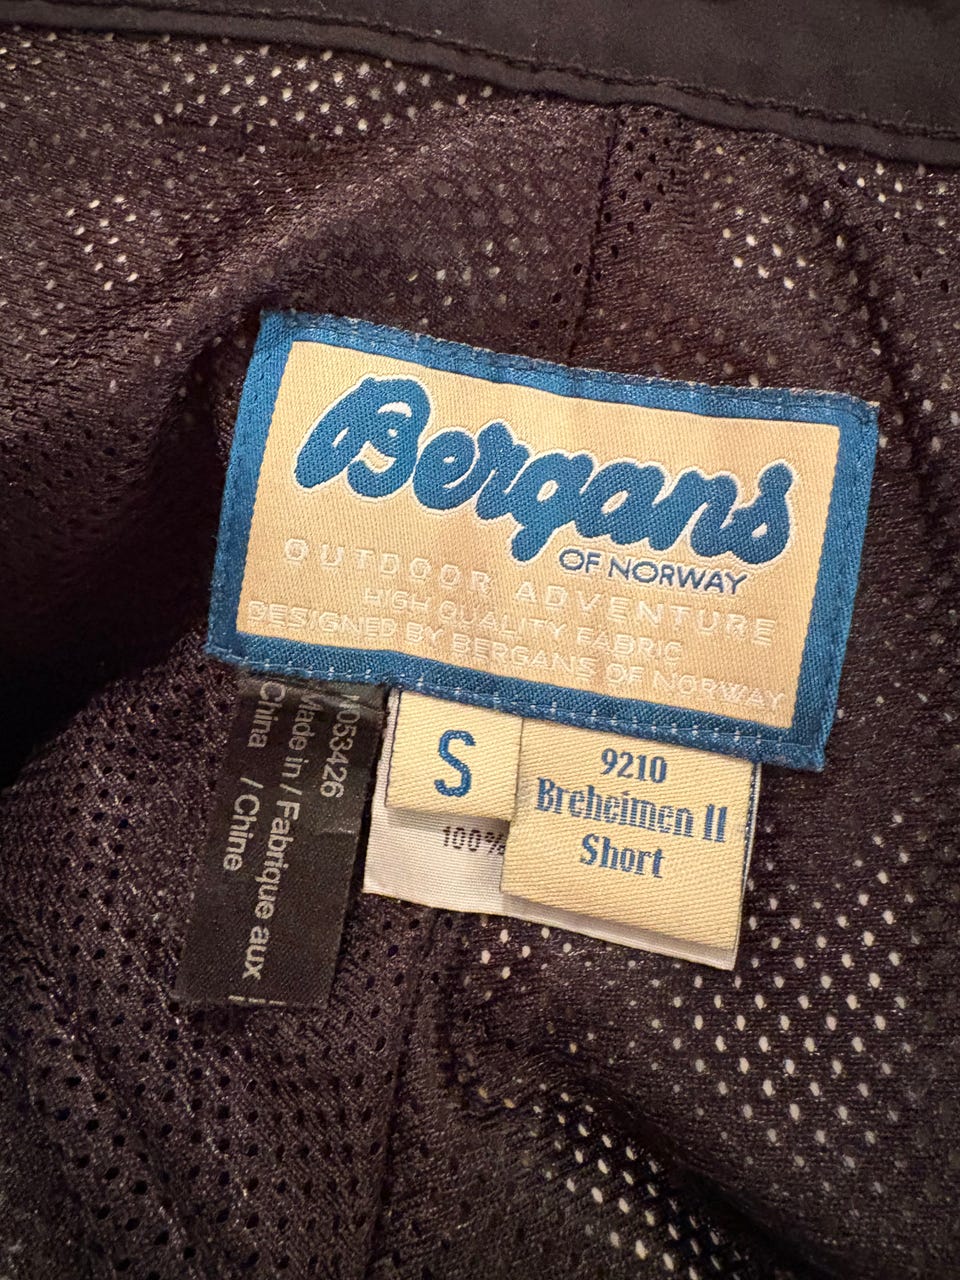 Bergans
OF NORWAY
OUTDOOR ADVENTURE
HIGH QUALITY FABRIC
DESIGNED BY BERGANS OF NORWAY
S
9210
Breheimen II
Short
100%
053426
Made in / Fabrique aux
China / Chine